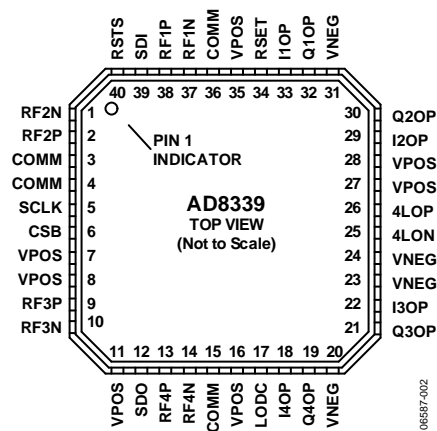 RSTS SDI RF1P RF1N COMM VPOS RSET I1OP Q1OP VNEG
40 39 38 37 36 35 34 33 32 31
RF2N 1
RF2P 2
COMM 3
COMM 4
SCLK 5
CSB 6
VPOS 7
VPOS 8
RF3P 9
RF3N 10
PIN 1
INDICATOR
AD8339
TOP VIEW
(Not to Scale)
30 Q2OP
29 I2OP
28 VPOS
27 VPOS
26 4LOP
25 4LON
24 VNEG
23 VNEG
22 I3OP
21 Q3OP
11 12 13 14 15 16 17 18 19 20
VPOS SDO RF4P RF4N COMM VPOS LODC I4OP Q4OP VNEG
06587-002